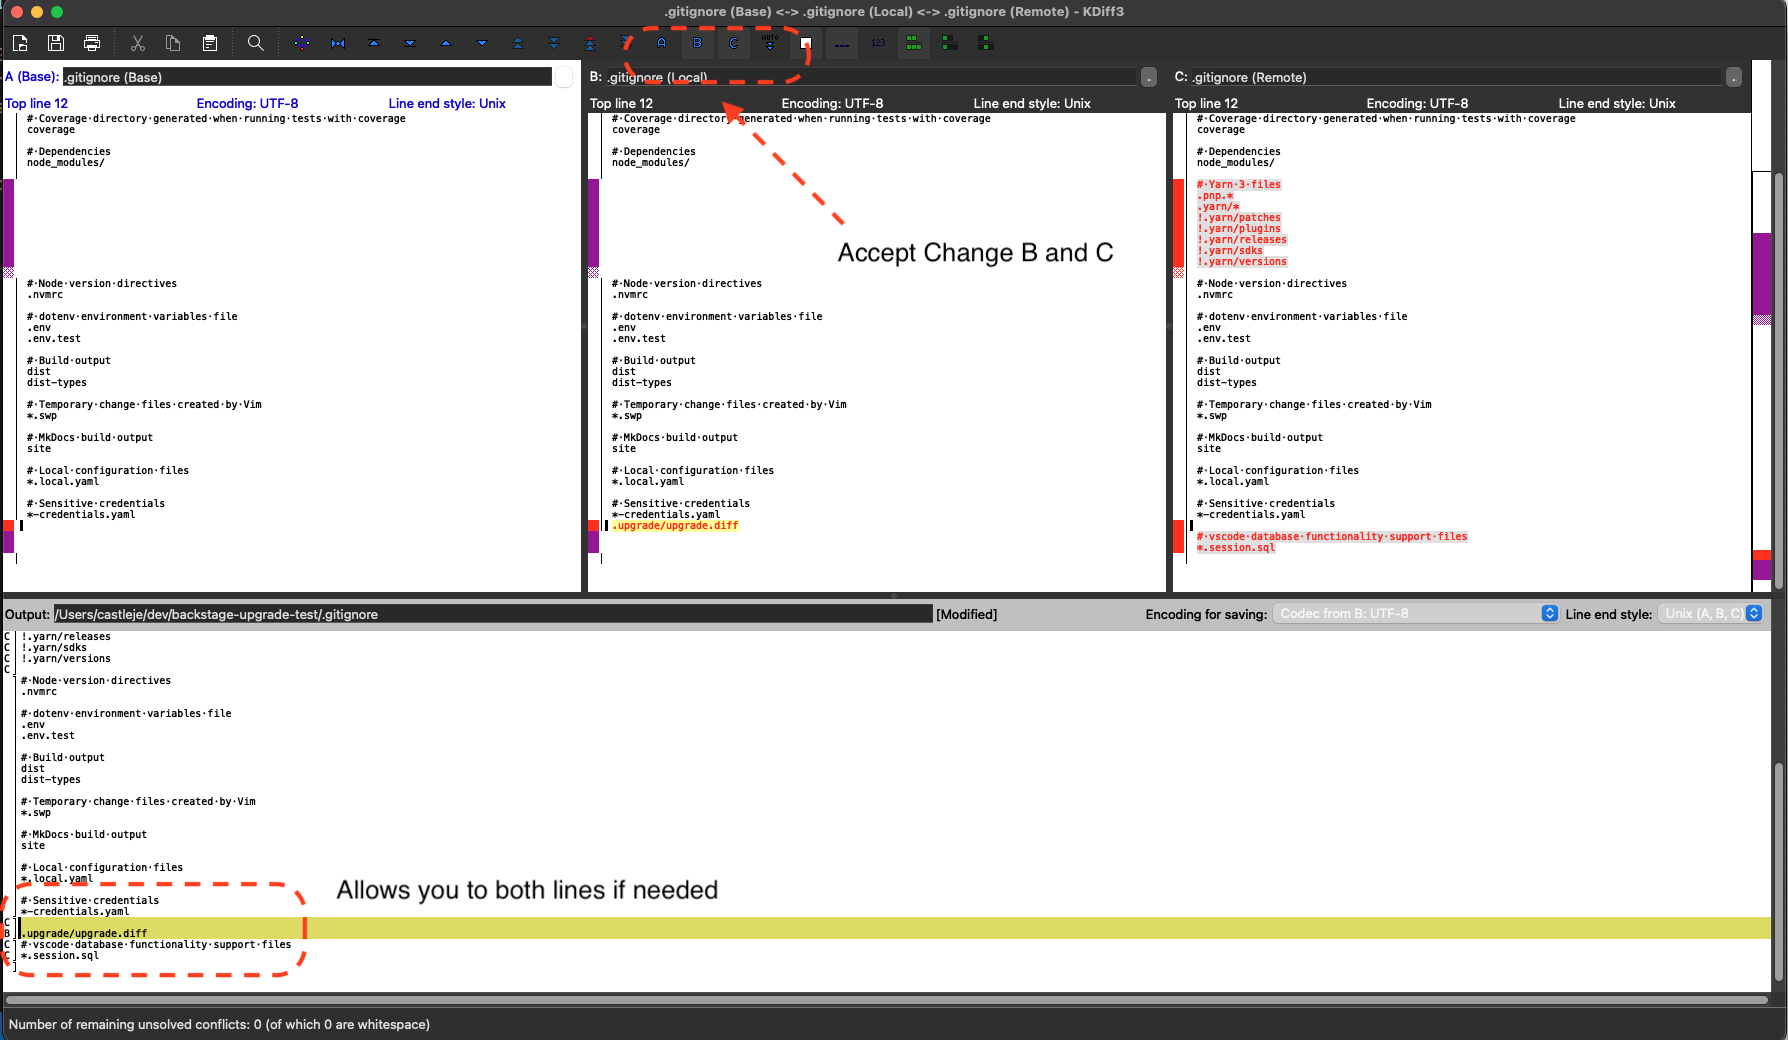 .gitignore (Base) <-> .gitignore (Local) <-> .gitignore (Remote) - KDiff3
A B C AUTO 123
A (Base): .gitignore (Base)
Top line 12 Encoding: UTF-8 Line end style: Unix
#·Coverage·directory·generated·when·running·tests·with·coverage
coverage
#·Dependencies
node_modules/
#·Node·version·directives
.nvmrc
#·dotenv·environment·variables·file
.env
.env.test
#·Build·output
dist
dist-types
#·Temporary·change·files·created·by·Vim
*.swp
#·MkDocs·build·output
site
#·Local·configuration·files
*.local.yaml
#·Sensitive·credentials
*-credentials.yaml
B: .gitignore (Local) ..
Top line 12 Encoding: UTF-8 Line end style: Unix
#·Coverage·directory·generated·when·running·tests·with·coverage
coverage
#·Dependencies
node_modules/
Accept Change B and C
#·Node·version·directives
.nvmrc
#·dotenv·environment·variables·file
.env
.env.test
#·Build·output
dist
dist-types
#·Temporary·change·files·created·by·Vim
*.swp
#·MkDocs·build·output
site
#·Local·configuration·files
*.local.yaml
#·Sensitive·credentials
*-credentials.yaml
.upgrade/upgrade.diff
C: .gitignore (Remote) ..
Top line 12 Encoding: UTF-8 Line end style: Unix
#·Coverage·directory·generated·when·running·tests·with·coverage
coverage
#·Dependencies
node_modules/
#·Yarn·3·files
.pnp.*
.yarn/*
!.yarn/patches
!.yarn/plugins
!.yarn/releases
!.yarn/sdks
!.yarn/versions
#·Node·version·directives
.nvmrc
#·dotenv·environment·variables·file
.env
.env.test
#·Build·output
dist
dist-types
#·Temporary·change·files·created·by·Vim
*.swp
#·MkDocs·build·output
site
#·Local·configuration·files
*.local.yaml
#·Sensitive·credentials
*-credentials.yaml
#·vscode·database·functionality·support·files
*.session.sql
Output: /Users/castleje/dev/backstage-upgrade-test/.gitignore [Modified] Encoding for saving: Codec from B: UTF-8 Line end style: Unix (A, B, C)
C !.yarn/releases
C !.yarn/sdks
C !.yarn/versions
C
#·Node·version·directives
.nvmrc
#·dotenv·environment·variables·file
.env
.env.test
#·Build·output
dist
dist-types
#·Temporary·change·files·created·by·Vim
*.swp
#·MkDocs·build·output
site
#·Local·configuration·files
*.local.yaml
Allows you to both lines if needed
#·Sensitive·credentials
*-credentials.yaml
C
B .upgrade/upgrade.diff
C #·vscode·database·functionality·support·files
C *.session.sql
Number of remaining unsolved conflicts: 0 (of which 0 are whitespace)